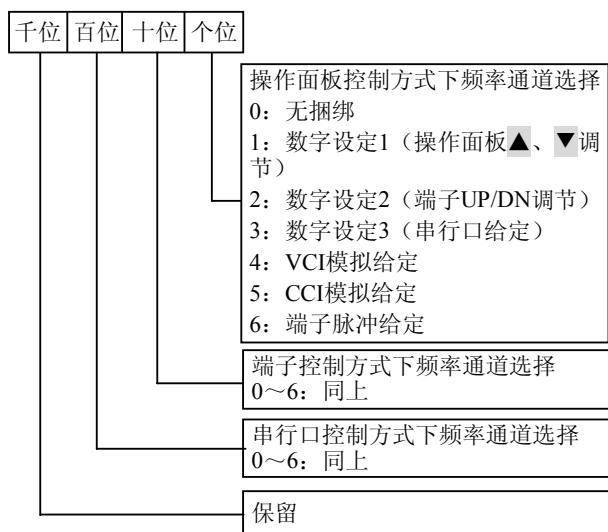 千位 百位 十位 个位
操作面板控制方式下频率通道选择
0：无捆绑
1：数字设定1（操作面板▲、▼调
节）
2：数字设定2（端子UP/DN调节）
3：数字设定3（串行口给定）
4：VCI模拟给定
5：CCI模拟给定
6：端子脉冲给定
端子控制方式下频率通道选择
0～6：同上
串行口控制方式下频率通道选择
0～6：同上
保留